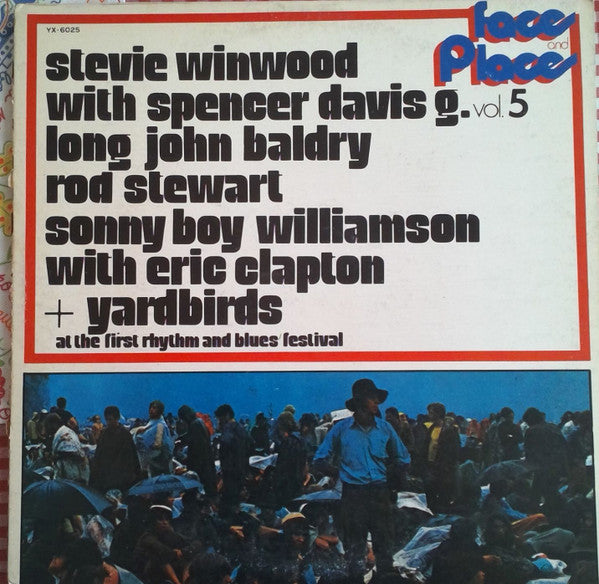 YX-6025
face
and
Place
stevie winwood
with spencer davis g. vol. 5
long john baldry
rod stewart
sonny boy williamson
with eric clapton
+ yardbirds
at the first rhythm and blues festival